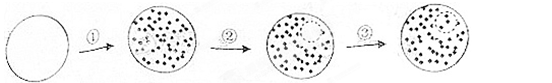 ① ② ③